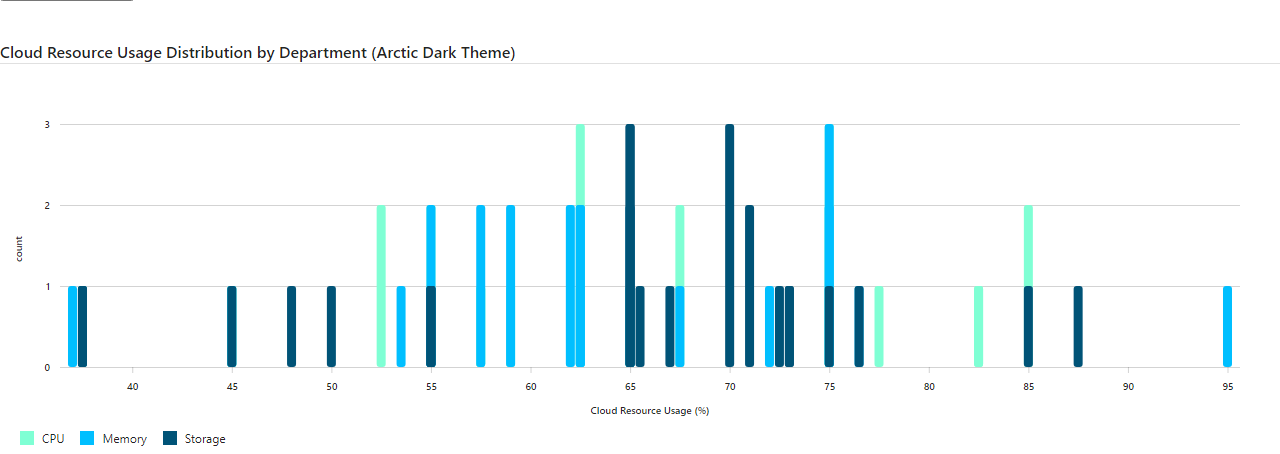 Cloud Resource Usage Distribution by Department (Arctic Dark Theme)
3
2
count
1
0
40 45 50 55 60 65 70 75 80 85 90 95
Cloud Resource Usage (%)
CPU Memory Storage